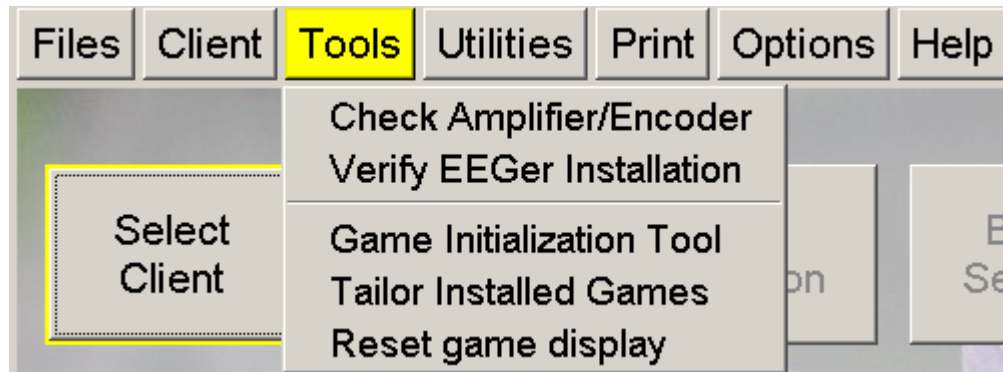 Files Client Tools Utilities Print Options Help
Check Amplifier/Encoder
Verify EEGer Installation
Select
Client
Game Initialization Tool
Tailor Installed Games
Reset game display